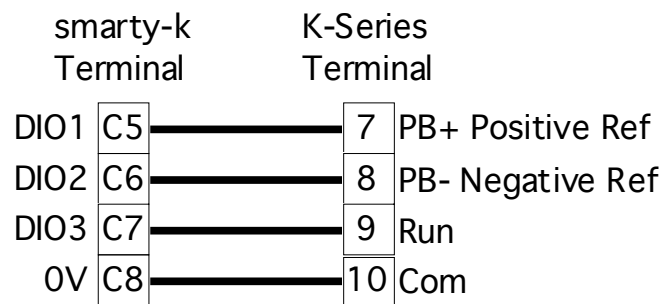 smarty-k K-Series
Terminal Terminal
DIO1 C5 7 PB+ Positive Ref
DIO2 C6 8 PB- Negative Ref
DIO3 C7 9 Run
0V C8 10 Com